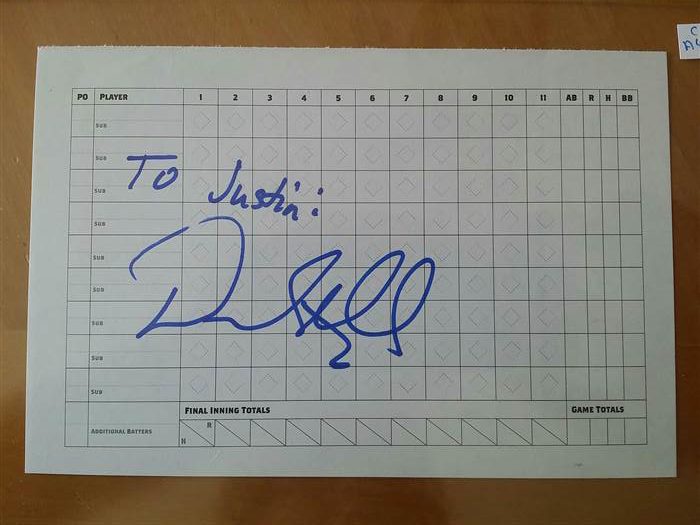 C
AU
PO PLAYER 1 2 3 4 5 6 7 8 9 10 11 AB R H BB
SUB
SUB
SUB
SUB
SUB
SUB
SUB
SUB
SUB
To Justin:
FINAL INNING TOTALS GAME TOTALS
ADDITIONAL BATTERS H R